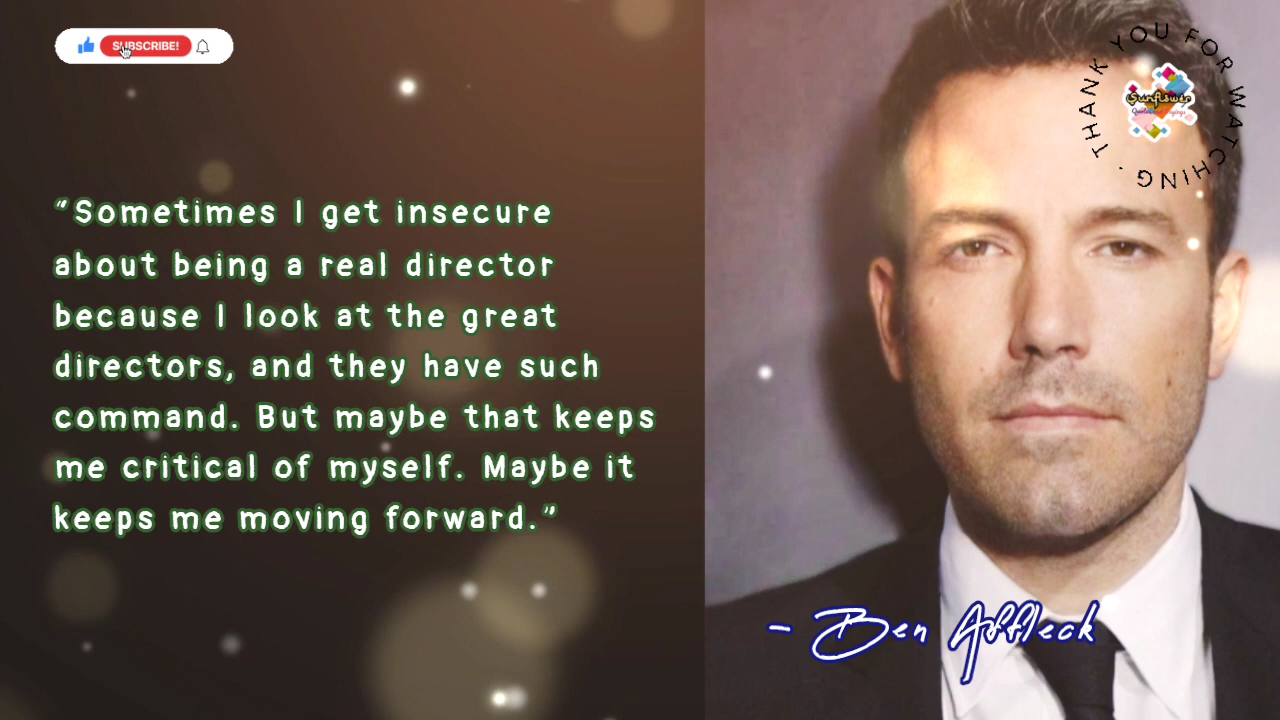 SUBSCRIBE!
THANK YOU FOR WATCHING .
Sunflower
“Sometimes I get insecure
about being a real director
because I look at the great
directors, and they have such
command. But maybe that keeps
me critical of myself. Maybe it
keeps me moving forward.”
- Ben Affleck